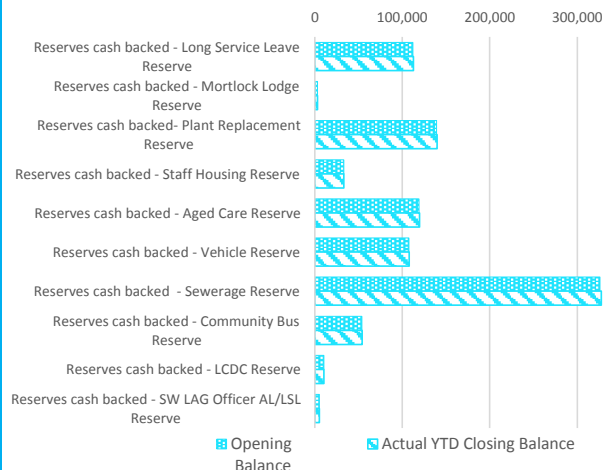 0 100,000 200,000 300,000
Reserves cash backed - Long Service Leave
Reserve
Reserves cash backed - Mortlock Lodge
Reserve
Reserves cash backed- Plant Replacement
Reserve
Reserves cash backed - Staff Housing Reserve
Reserves cash backed - Aged Care Reserve
Reserves cash backed - Vehicle Reserve
Reserves cash backed  - Sewerage Reserve
Reserves cash backed - Community Bus
Reserve
Reserves cash backed - LCDC Reserve
Reserves cash backed - SW LAG Officer AL/LSL
Reserve
Opening
Balance
Actual YTD Closing Balance